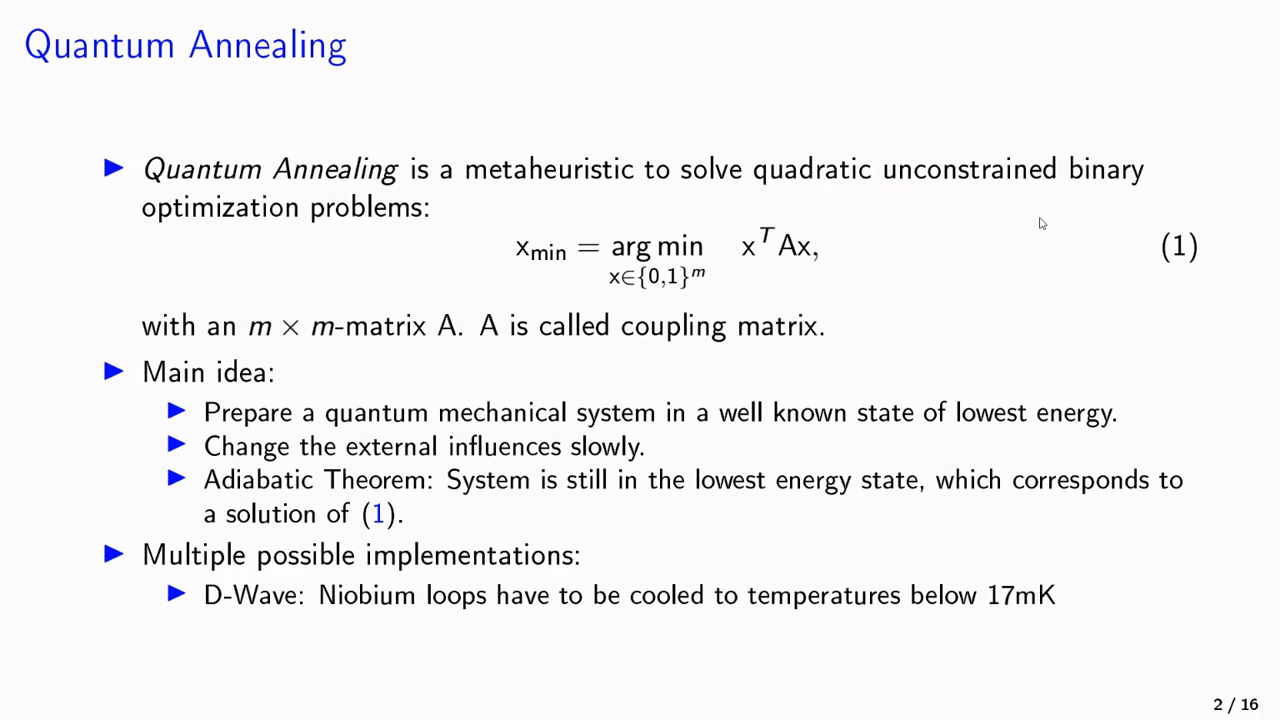 Quantum Annealing
▶ Quantum Annealing is a metaheuristic to solve quadratic unconstrained binary
optimization problems:
x_min = arg min x^T Ax, (1)
x∈{0,1}^m
with an m × m-matrix A. A is called coupling matrix.
▶ Main idea:
▶ Prepare a quantum mechanical system in a well known state of lowest energy.
▶ Change the external influences slowly.
▶ Adiabatic Theorem: System is still in the lowest energy state, which corresponds to
a solution of (1).
▶ Multiple possible implementations:
▶ D-Wave: Niobium loops have to be cooled to temperatures below 17mK
2 / 16